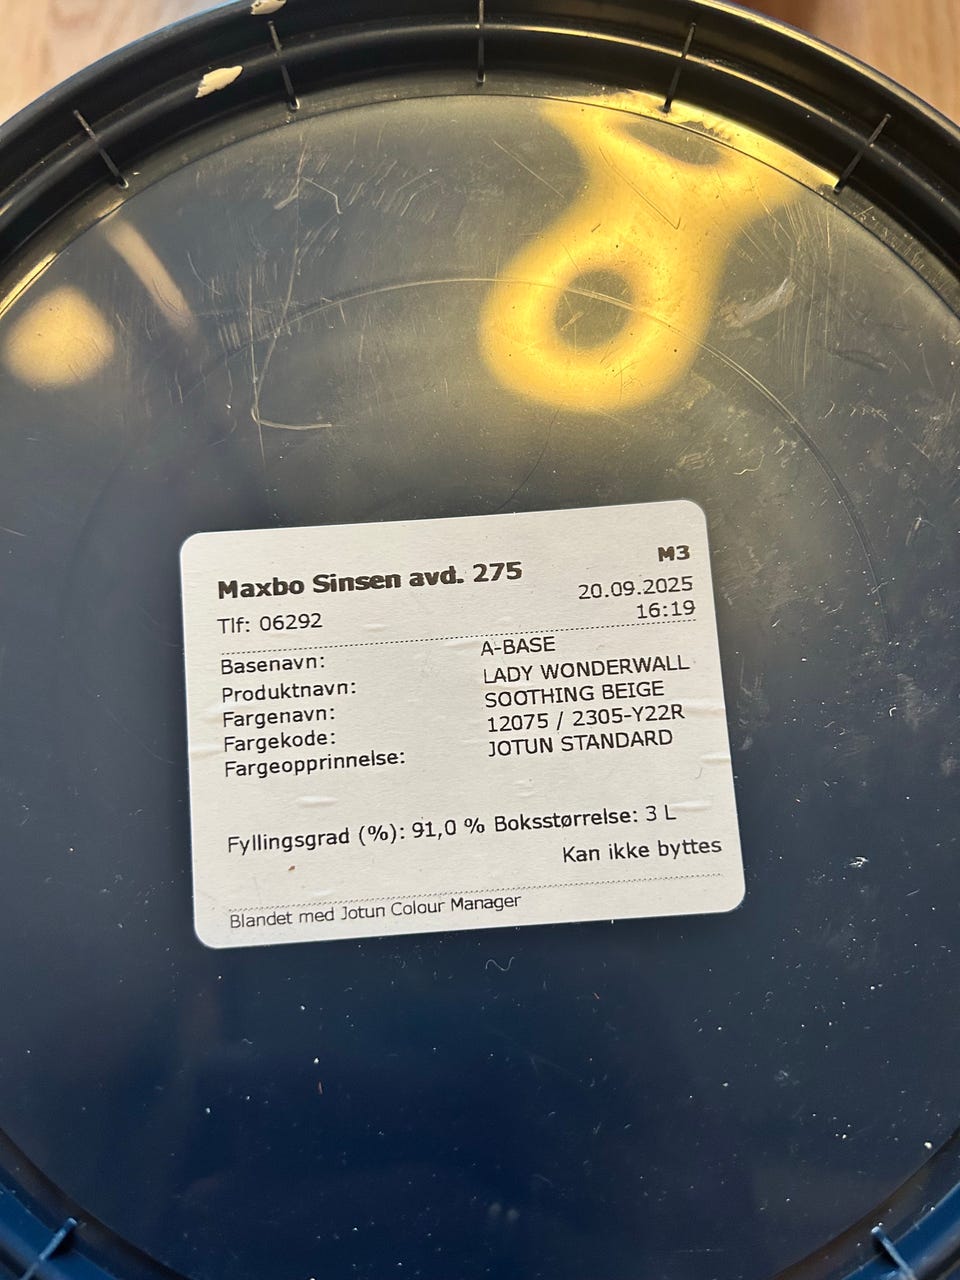 M3
Maxbo Sinsen avd. 275 20.09.2025
Tlf: 06292 16:19
Basenavn: A-BASE
Produktnavn: LADY WONDERWALL
Fargenavn: SOOTHING BEIGE
Fargekode: 12075 / 2305-Y22R
Fargeopprinnelse: JOTUN STANDARD
Fyllingsgrad (%): 91,0 % Boksstørrelse: 3 L
Kan ikke byttes
Blandet med Jotun Colour Manager